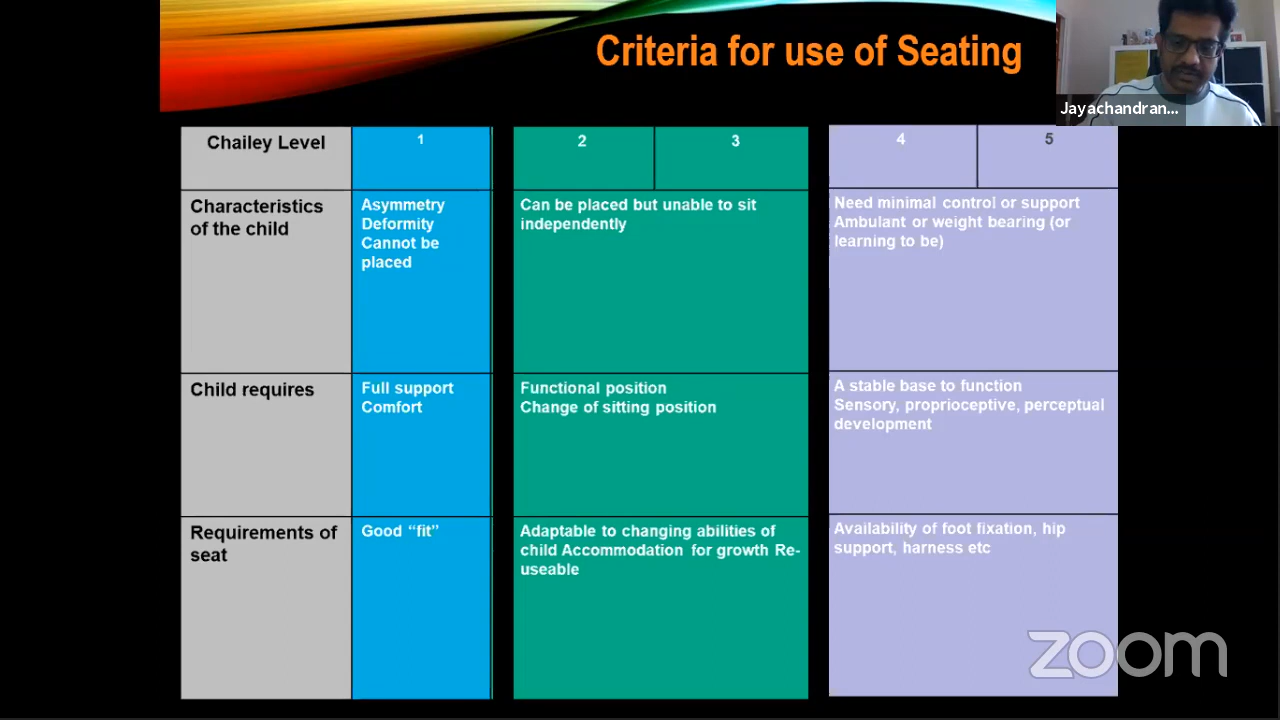 Criteria for use of Seating
Jayachandran...
Chailey Level
1
2
3
4
5
Characteristics
of the child
Asymmetry
Deformity
Cannot be
placed
Can be placed but unable to sit
independently
Need minimal control or support
Ambulant or weight bearing (or
learning to be)
Child requires
Full support
Comfort
Functional position
Change of sitting position
A stable base to function
Sensory, proprioceptive, perceptual
development
Requirements of
seat
Good “fit”
Adaptable to changing abilities of
child Accommodation for growth Re-
useable
Availability of foot fixation, hip
support, harness etc
zoom